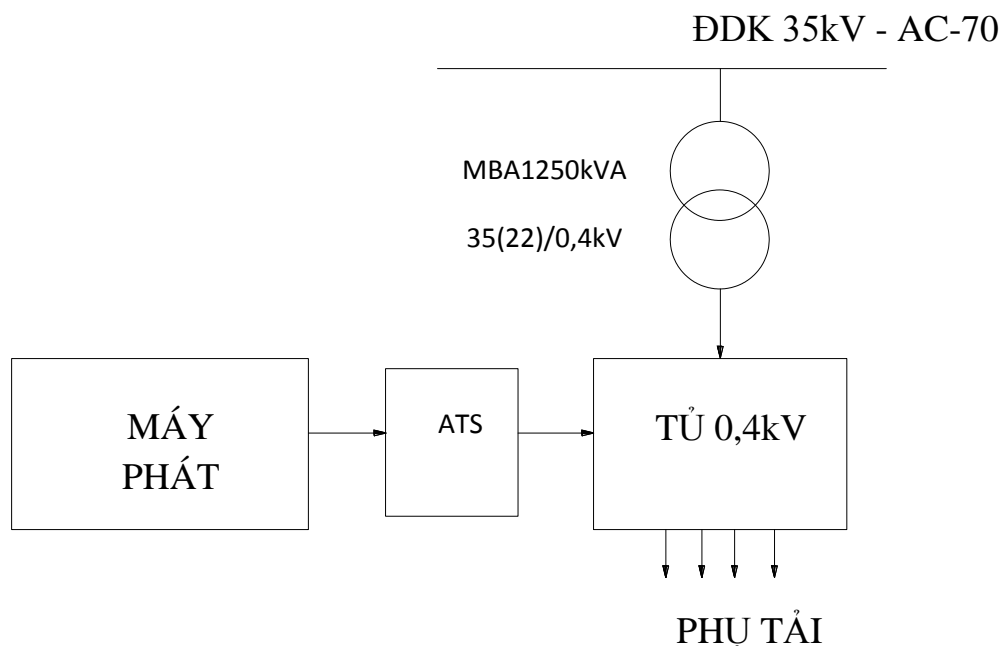 ĐDK 35kV - AC-70
MBA1250kVA
35(22)/0,4kV
MÁY
PHÁT
ATS
TỦ 0,4kV
PHỤ TẢI